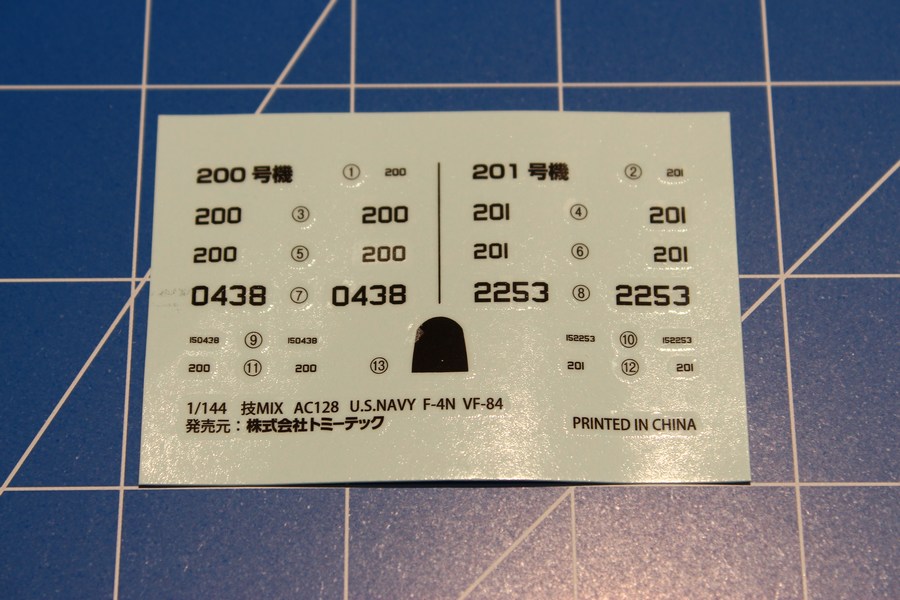 200 号機 ① 200
200 ③ 200
200 ⑤ 200
0438 ⑦ 0438
150438 ⑨ 150438
200 ⑪ 200
⑬
201 号機 ② 201
201 ④ 201
201 ⑥ 201
2253 ⑧ 2253
152253 ⑩ 152253
201 ⑫ 201
1/144 技MIX AC128 U.S.NAVY F-4N VF-84
発売元：株式会社トミーテック
PRINTED IN CHINA